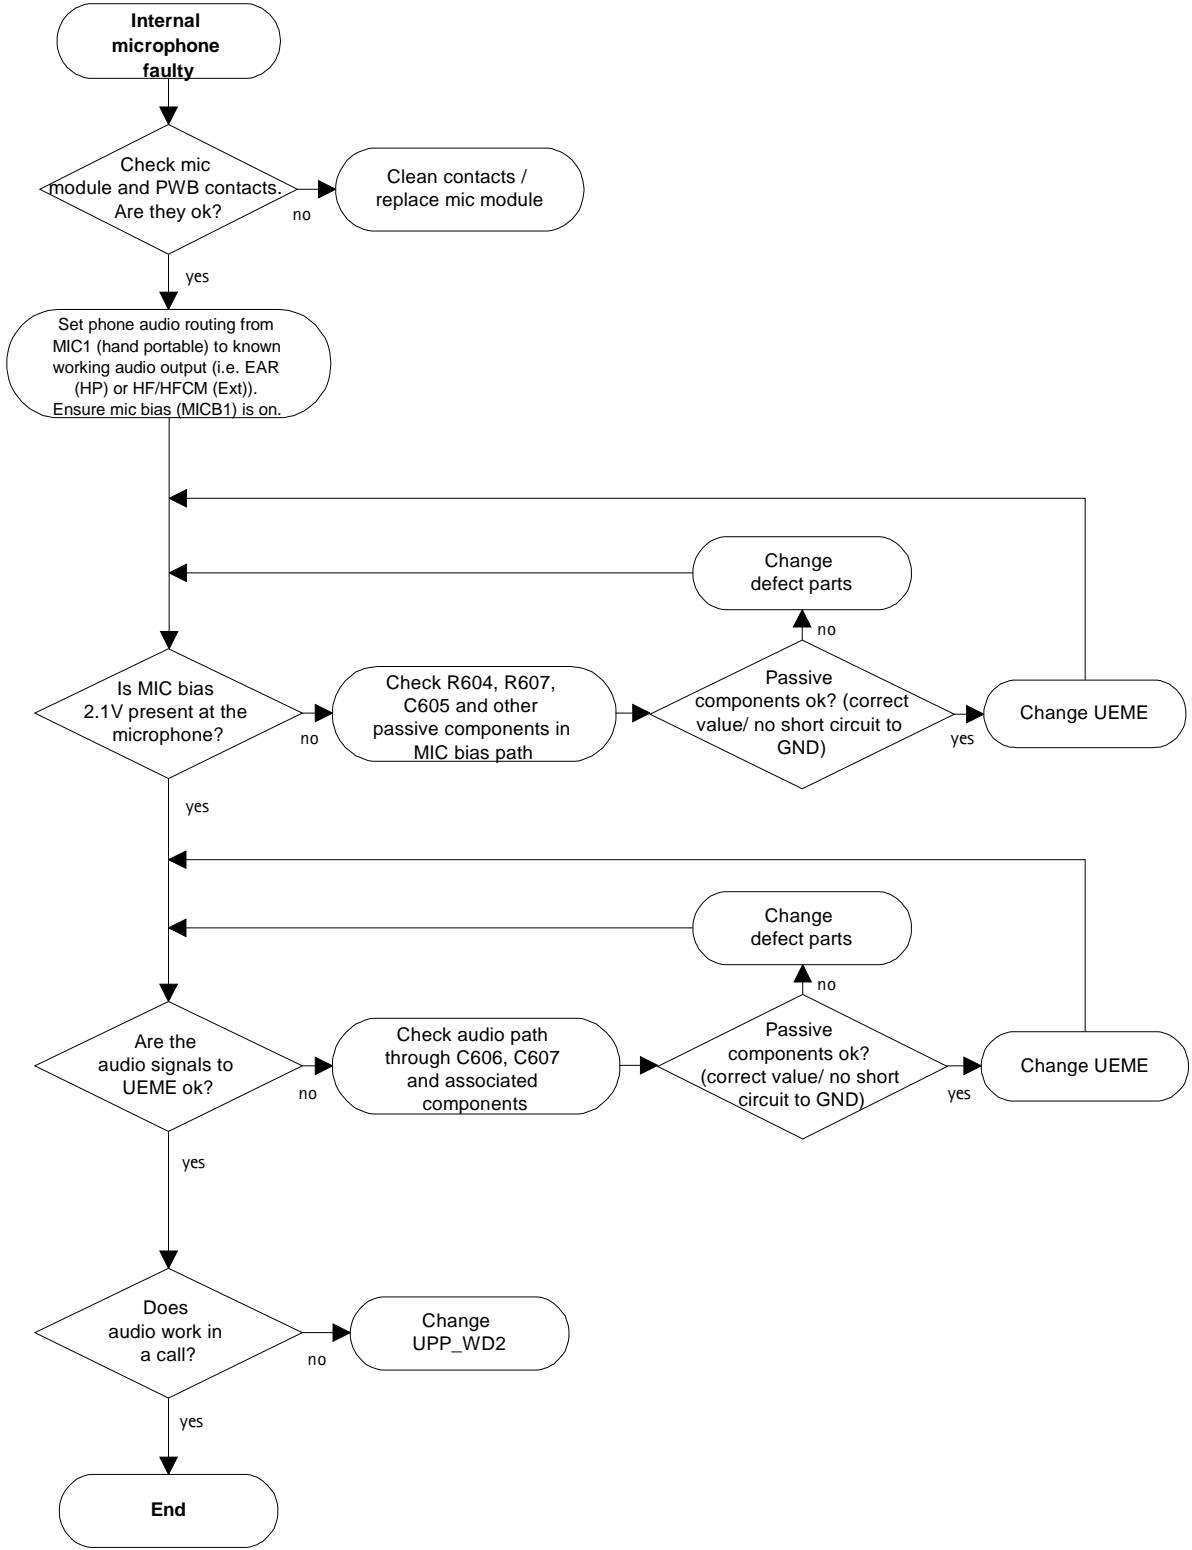 Internal
microphone
faulty
Check mic
module and PWB contacts.
Are they ok?
no
Clean contacts /
replace mic module
yes
Set phone audio routing from
MIC1 (hand portable) to known
working audio output (i.e. EAR
(HP) or HF/HFCM (Ext)).
Ensure mic bias (MICB1) is on.
Change
defect parts
no
Is MIC bias
2.1V present at the
microphone?
no
Check R604, R607,
C605 and other
passive components in
MIC bias path
Passive
components ok? (correct
value/ no short circuit to
GND)
yes
Change UEME
yes
Change
defect parts
no
Are the
audio signals to
UEME ok?
no
Check audio path
through C606, C607
and associated
components
Passive
components ok?
(correct value/ no short
circuit to GND)
yes
Change UEME
yes
Does
audio work in
a call?
no
Change
UPP_WD2
yes
End